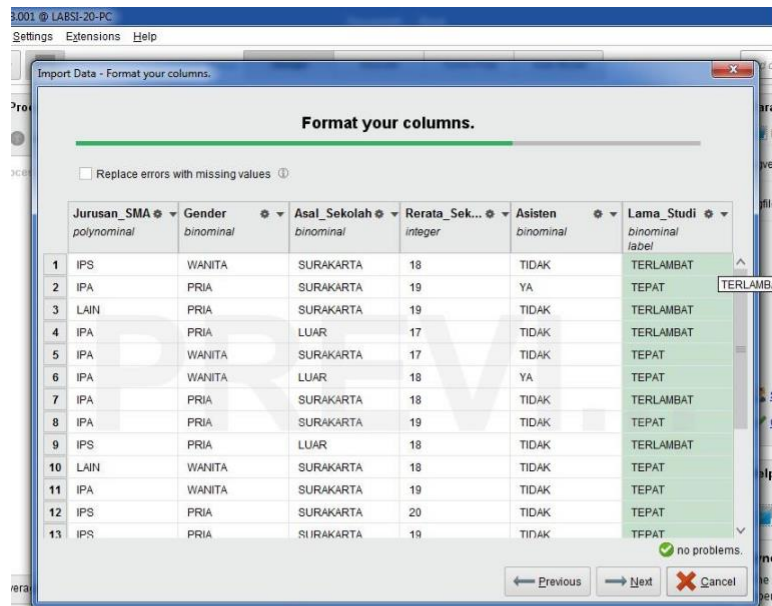 3.001 @ LABSI-20-PC
Settings Extensions Help
Import Data - Format your columns.
Format your columns.
Replace errors with missing values
Jurusan_SMA Gender Asal_Sekolah Rerata_Sek... Asisten Lama_Studi
polynominal binominal binominal integer binominal binominal
label
1 IPS WANITA SURAKARTA 18 TIDAK TERLAMBAT
2 IPA PRIA SURAKARTA 19 YA TEPAT
TERLAMBA
3 LAIN PRIA SURAKARTA 19 TIDAK TERLAMBAT
4 IPA PRIA LUAR 17 TIDAK TERLAMBAT
5 IPA WANITA SURAKARTA 17 TIDAK TEPAT
6 IPA WANITA LUAR 18 YA TEPAT
7 IPA PRIA SURAKARTA 18 TIDAK TERLAMBAT
8 IPA PRIA SURAKARTA 19 TIDAK TEPAT
9 IPS PRIA LUAR 18 TIDAK TERLAMBAT
10 LAIN WANITA SURAKARTA 18 TIDAK TEPAT
11 IPA WANITA SURAKARTA 19 TIDAK TEPAT
12 IPS PRIA SURAKARTA 20 TIDAK TEPAT
13 IPS PRIA SURAKARTA 19 TIDAK TEPAT
PREVI...
no problems.
Previous Next Cancel